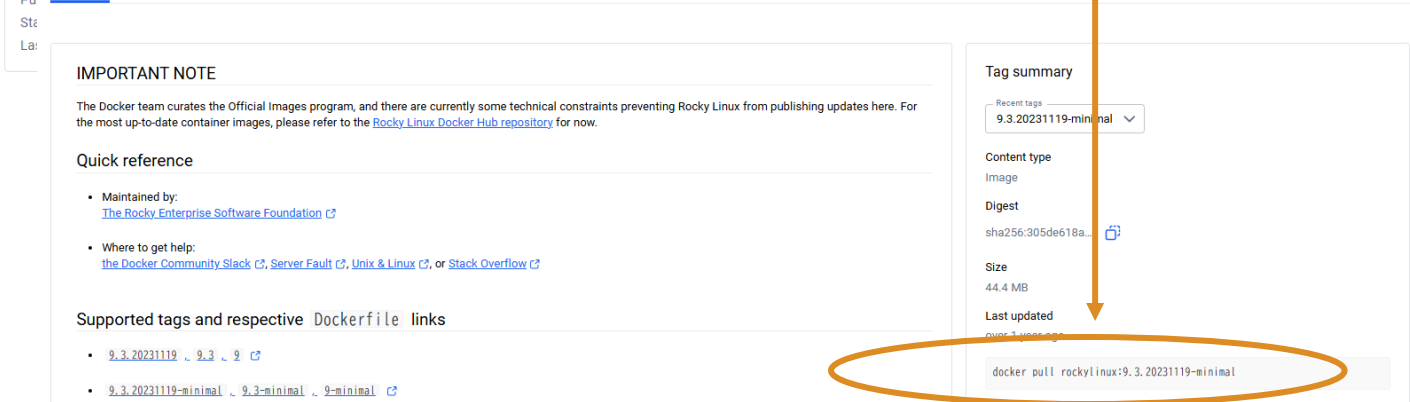 Sta
Las
IMPORTANT NOTE
The Docker team curates the Official Images program, and there are currently some technical constraints preventing Rocky Linux from publishing updates here. For
the most up-to-date container images, please refer to the Rocky Linux Docker Hub repository for now.
Quick reference
Maintained by:
The Rocky Enterprise Software Foundation
Where to get help:
the Docker Community Slack, Server Fault, Unix & Linux, or Stack Overflow
Supported tags and respective Dockerfile links
9.3.20231119, 9.3, 9
9.3.20231119-minimal, 9.3-minimal, 9-minimal
Tag summary
Recent tags
9.3.20231119-minimal
Content type
Image
Digest
sha256:305de618a...
Size
44.4 MB
Last updated
over 1 year ago
docker pull rockylinux:9.3.20231119-minimal